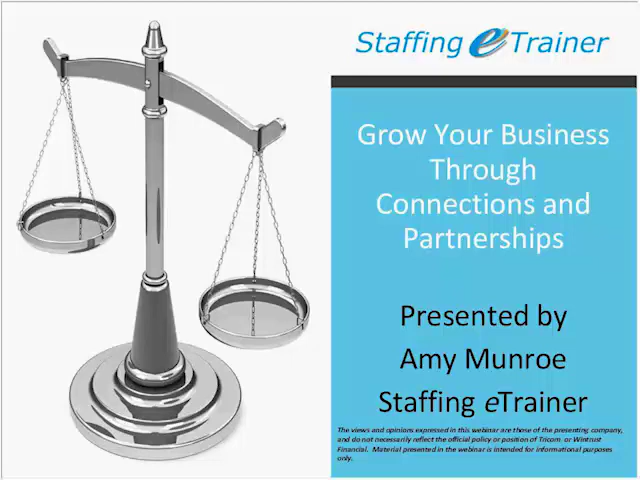 Staffing eTrainer
Grow Your Business
Through
Connections and
Partnerships
Presented by
Amy Munroe
Staffing eTrainer
The views and opinions expressed in this webinar are those of the presenting company,
and do not necessarily reflect the official policy or position of Tricom or Wintrust
Financial. Material presented in the webinar is intended for informational purposes
only.